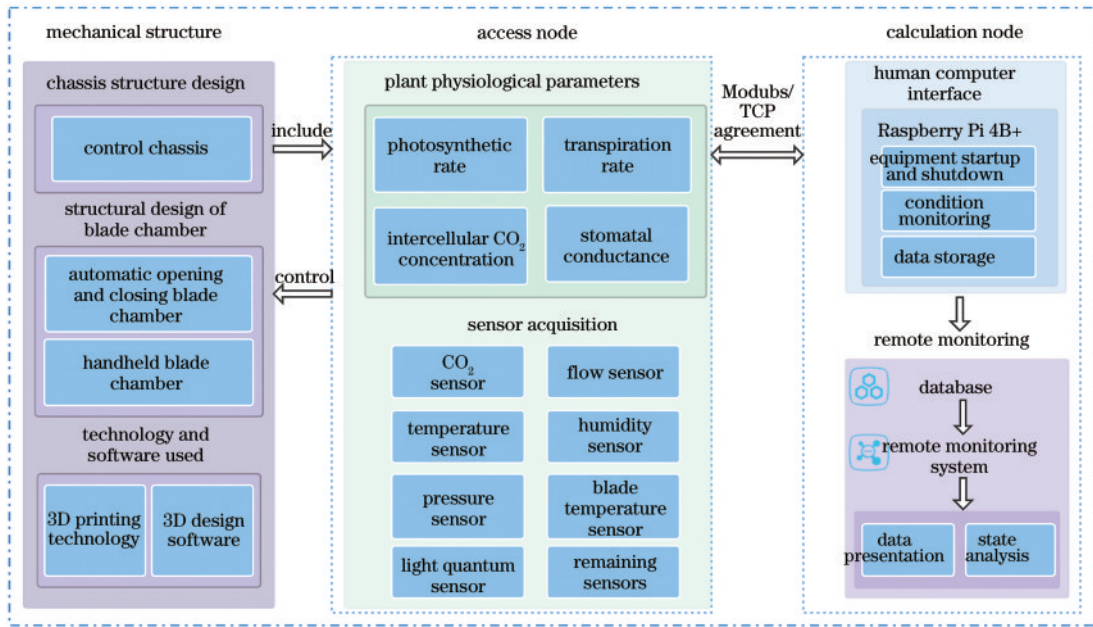 mechanical structure
chassis structure design
control chassis
structural design of
blade chamber
automatic opening
and closing blade
chamber
handheld blade
chamber
technology and
software used
3D printing
technology
3D design
software
include
control
access node
plant physiological parameters
photosynthetic
rate
transpiration
rate
intercellular CO₂
concentration
stomatal
conductance
sensor acquisition
CO₂
sensor
flow sensor
temperature
sensor
humidity
sensor
pressure
sensor
blade
temperature
sensor
light quantum
sensor
remaining
sensors
Modubs/
TCP
agreement
calculation node
human computer
interface
Raspberry Pi 4B+
equipment startup
and shutdown
condition
monitoring
data storage
remote monitoring
database
remote monitoring
system
data
presentation
state
analysis